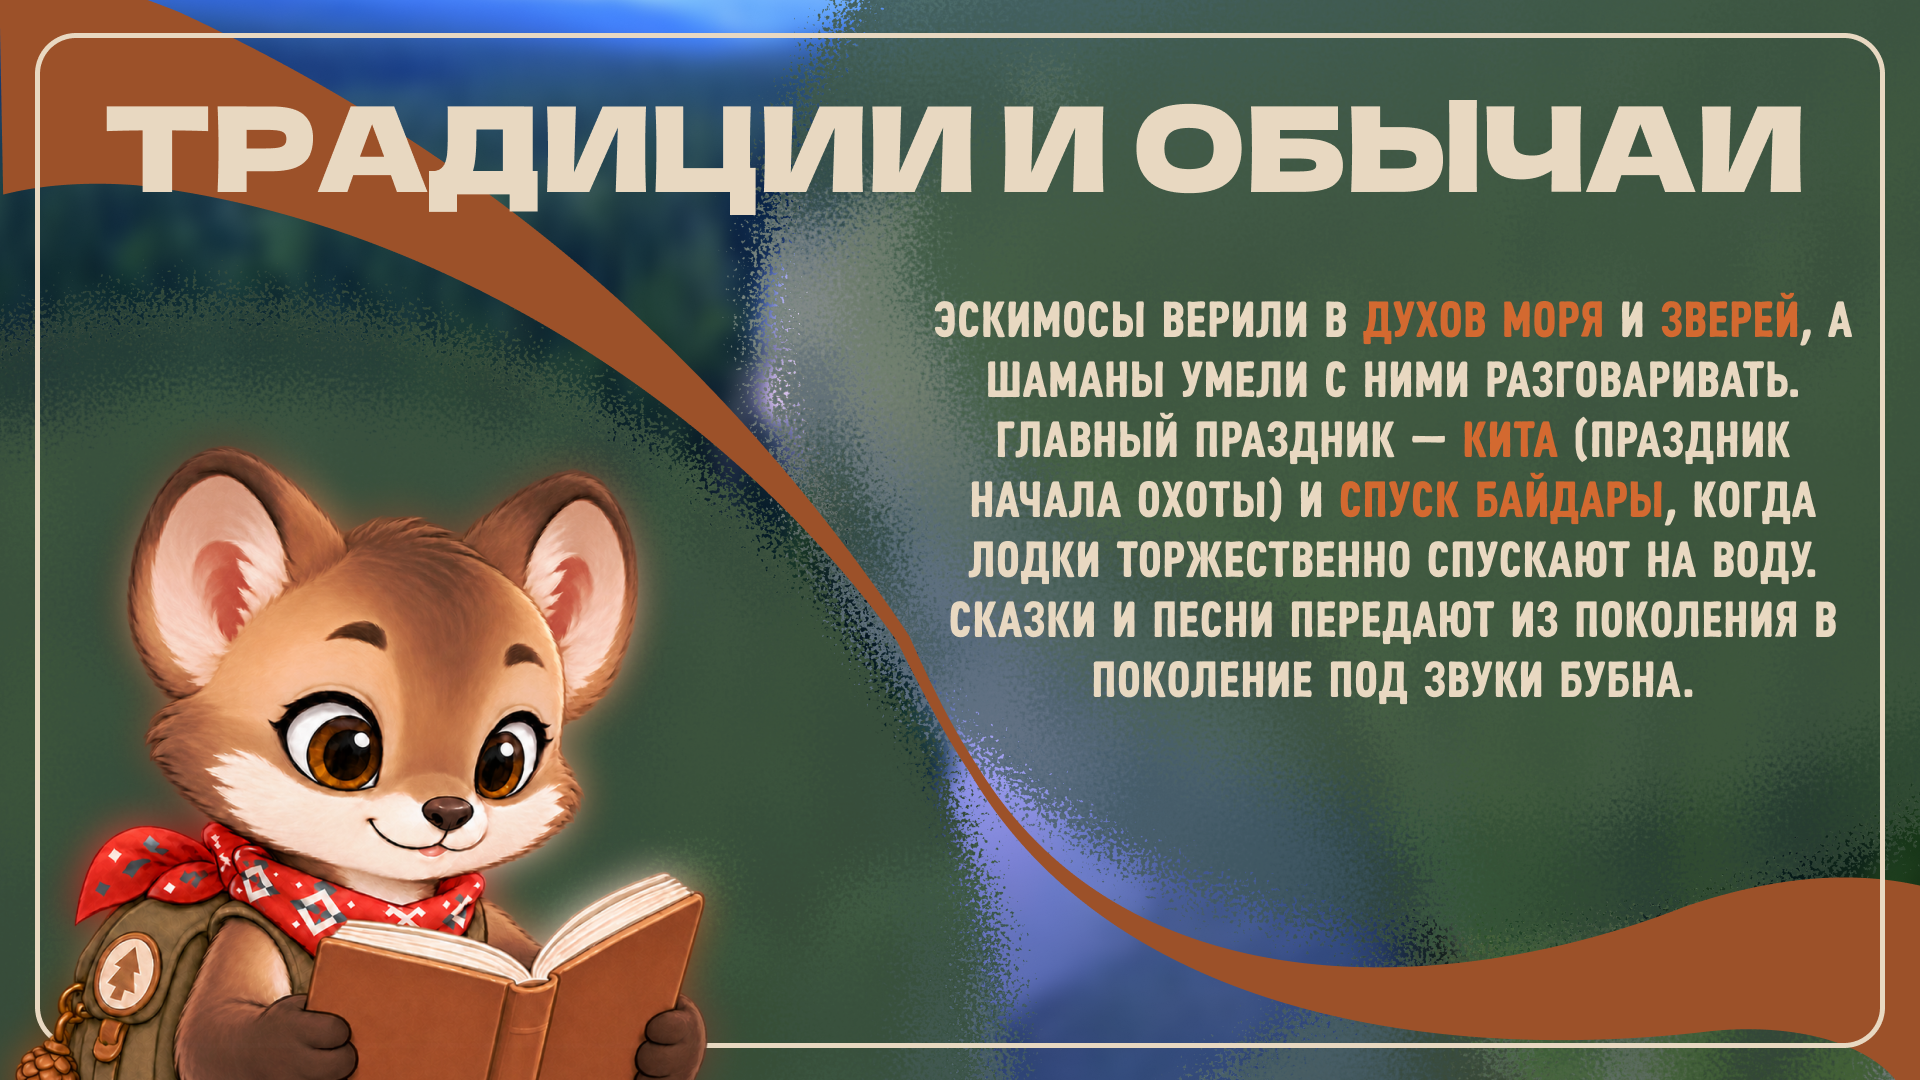 ТРАДИЦИИ И ОБЫЧАИ
ЭСКИМОСЫ ВЕРИЛИ В ДУХОВ МОРЯ И ЗВЕРЕЙ, А
ШАМАНЫ УМЕЛИ С НИМИ РАЗГОВАРИВАТЬ.
ГЛАВНЫЙ ПРАЗДНИК — КИТА (ПРАЗДНИК
НАЧАЛА ОХОТЫ) И СПУСК БАЙДАРЫ, КОГДА
ЛОДКИ ТОРЖЕСТВЕННО СПУСКАЮТ НА ВОДУ.
СКАЗКИ И ПЕСНИ ПЕРЕДАЮТ ИЗ ПОКОЛЕНИЯ В
ПОКОЛЕНИЕ ПОД ЗВУКИ БУБНА.